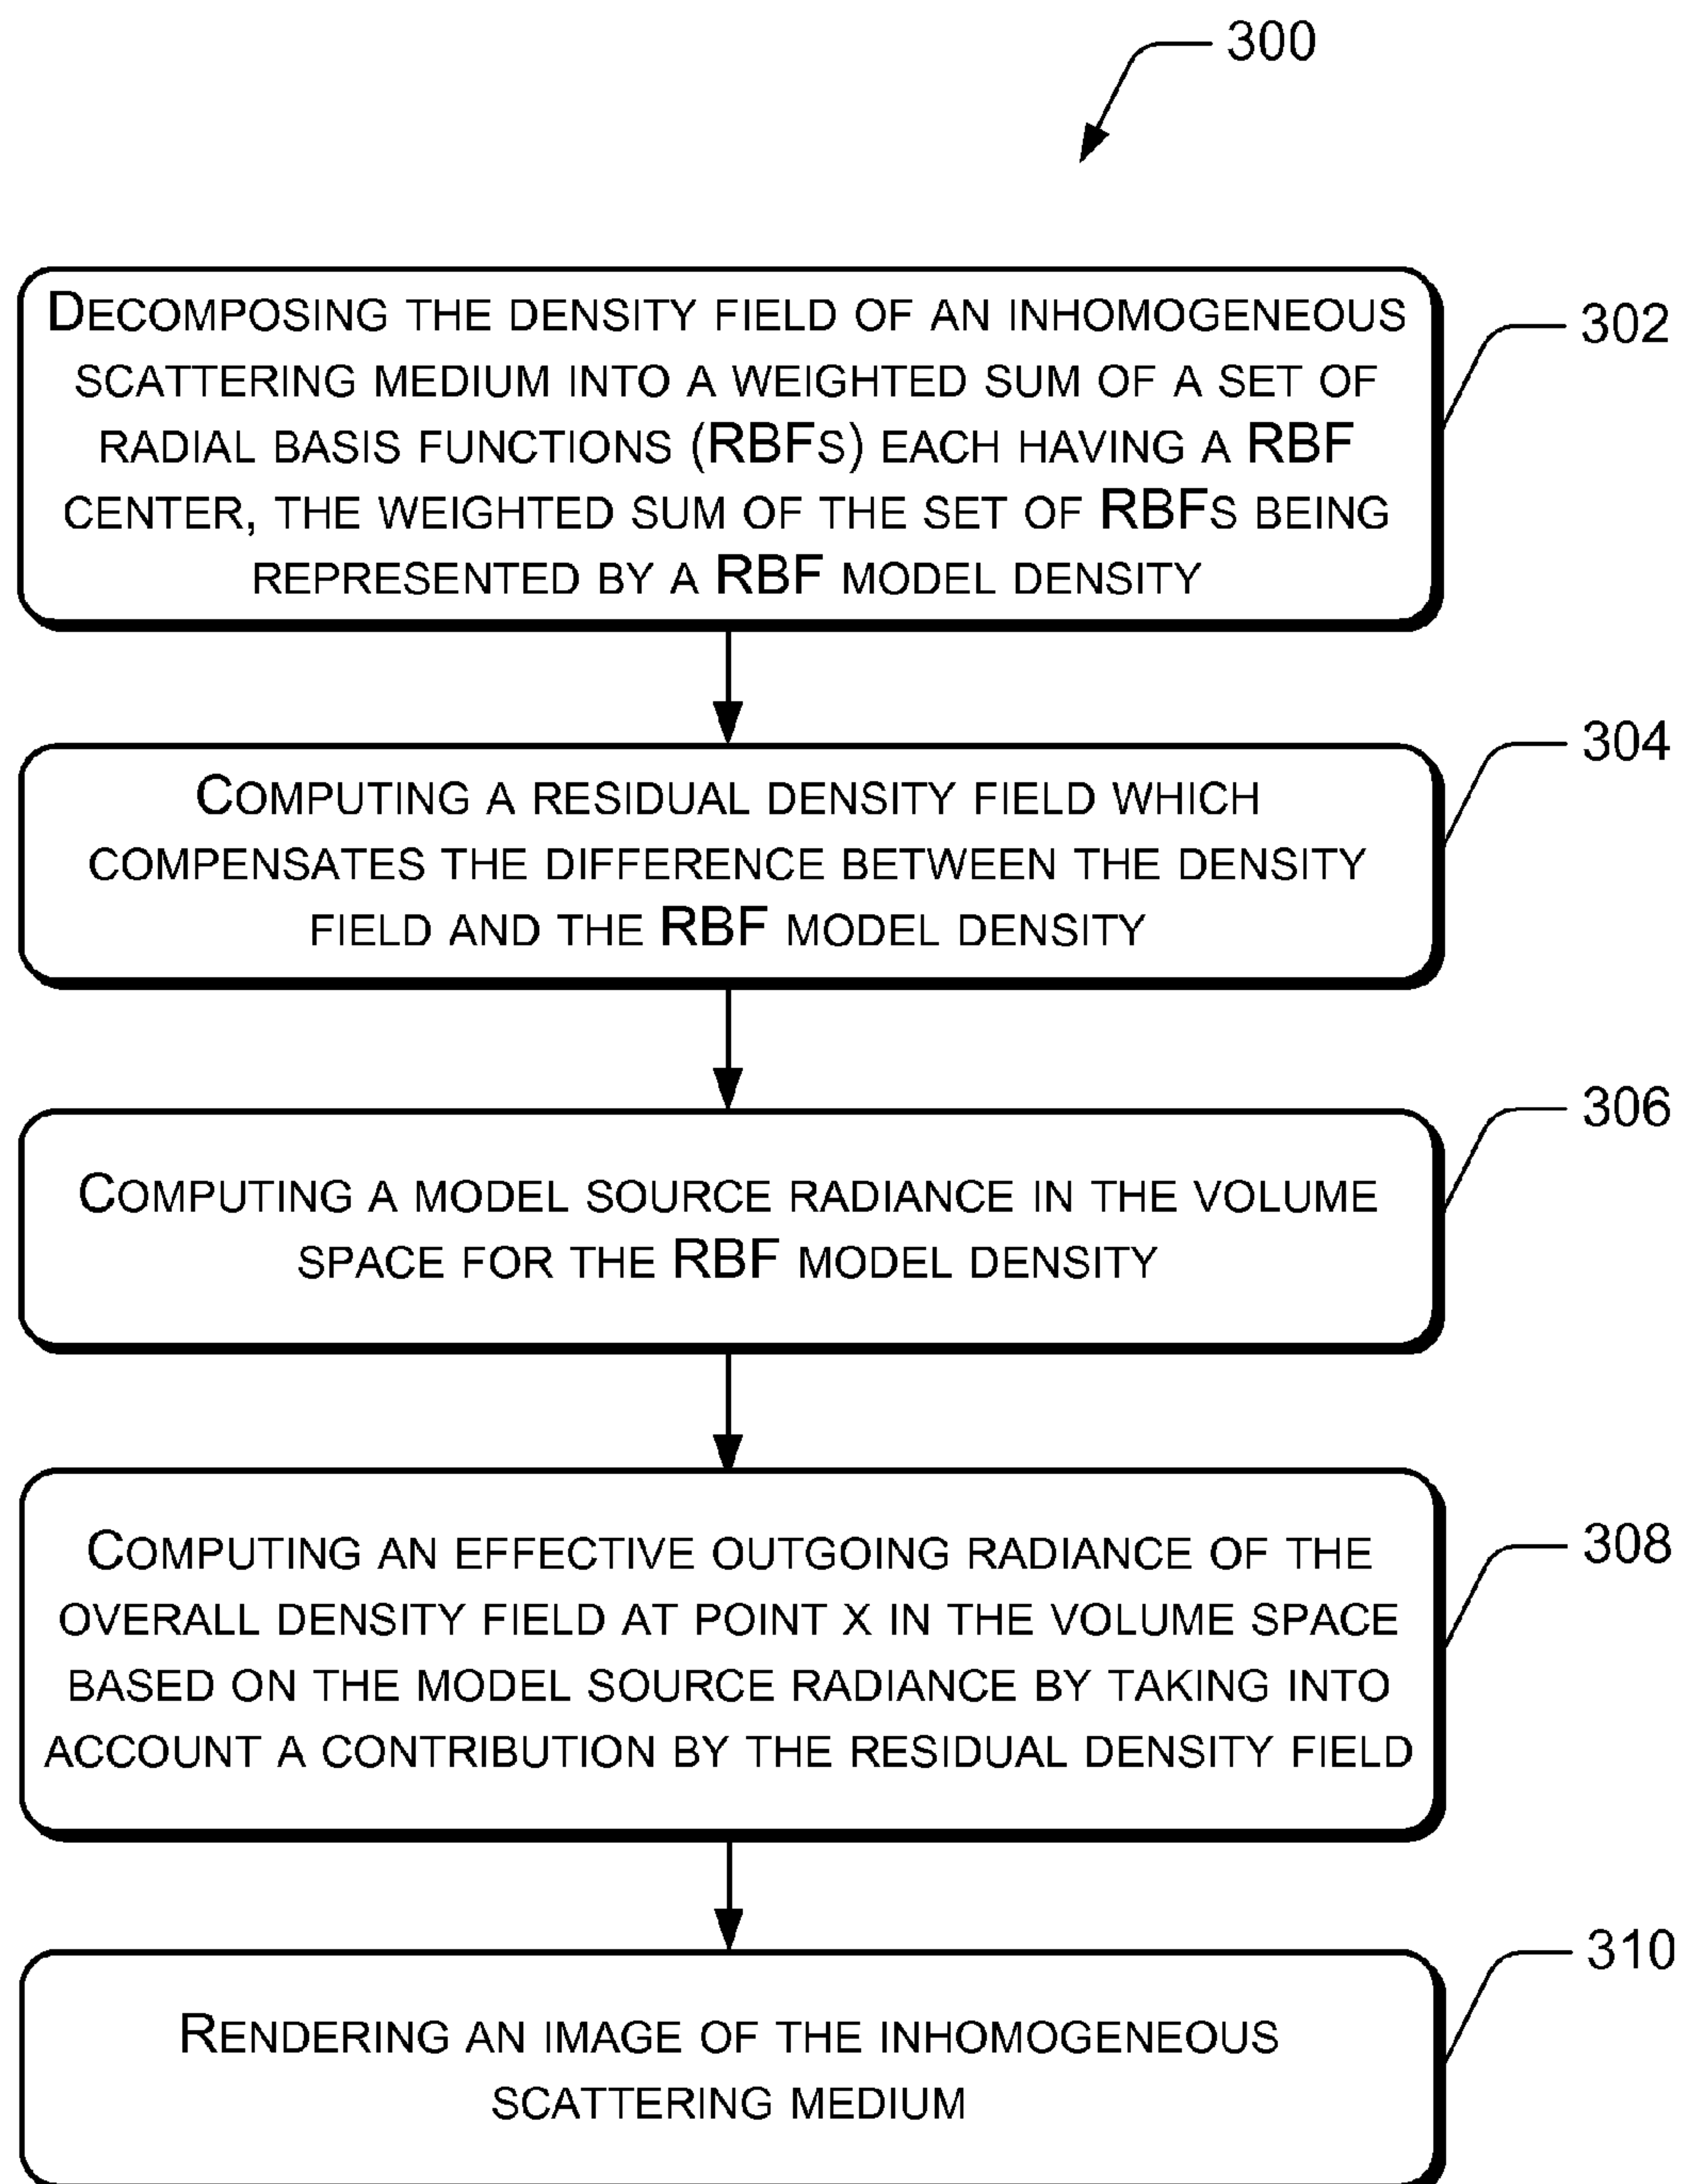 300
DECOMPOSING THE DENSITY FIELD OF AN INHOMOGENEOUS
SCATTERING MEDIUM INTO A WEIGHTED SUM OF A SET OF
RADIAL BASIS FUNCTIONS (RBFS) EACH HAVING A RBF
CENTER, THE WEIGHTED SUM OF THE SET OF RBFS BEING
REPRESENTED BY A RBF MODEL DENSITY
302
COMPUTING A RESIDUAL DENSITY FIELD WHICH
COMPENSATES THE DIFFERENCE BETWEEN THE DENSITY
FIELD AND THE RBF MODEL DENSITY
304
COMPUTING A MODEL SOURCE RADIANCE IN THE VOLUME
SPACE FOR THE RBF MODEL DENSITY
306
COMPUTING AN EFFECTIVE OUTGOING RADIANCE OF THE
OVERALL DENSITY FIELD AT POINT X IN THE VOLUME SPACE
BASED ON THE MODEL SOURCE RADIANCE BY TAKING INTO
ACCOUNT A CONTRIBUTION BY THE RESIDUAL DENSITY FIELD
308
RENDERING AN IMAGE OF THE INHOMOGENEOUS
SCATTERING MEDIUM
310